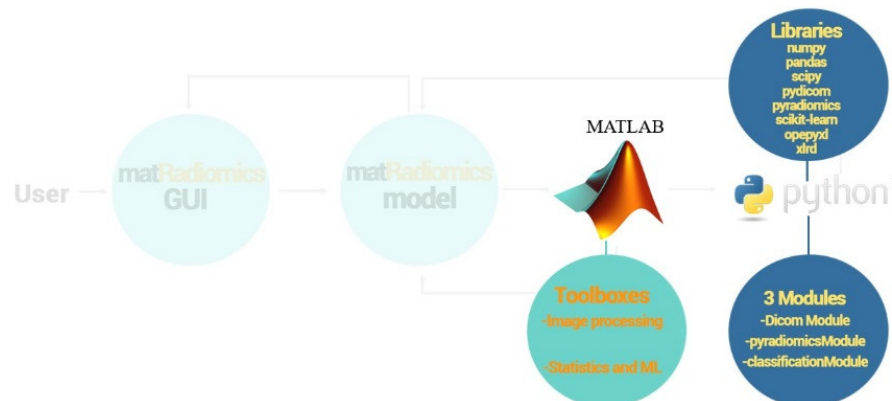 User
matRadiomics
GUI
matRadiomics
model
MATLAB
Toolboxes
-Image processing
-Statistics and ML
Libraries
numpy
pandas
scipy
pydicom
pyradiomics
scikit-learn
opepyxl
xlrd
python
3 Modules
-Dicom Module
-pyradiomicsModule
-classificationModule